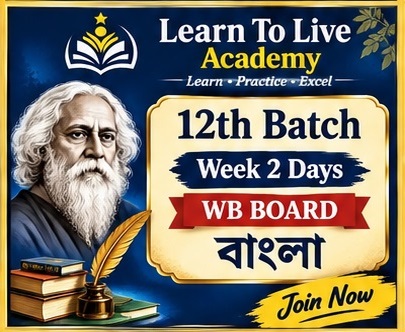 Learn To Live
Academy
Learn • Practice • Excel
12th Batch
Week 2 Days
WB BOARD
বাংলা
Join Now